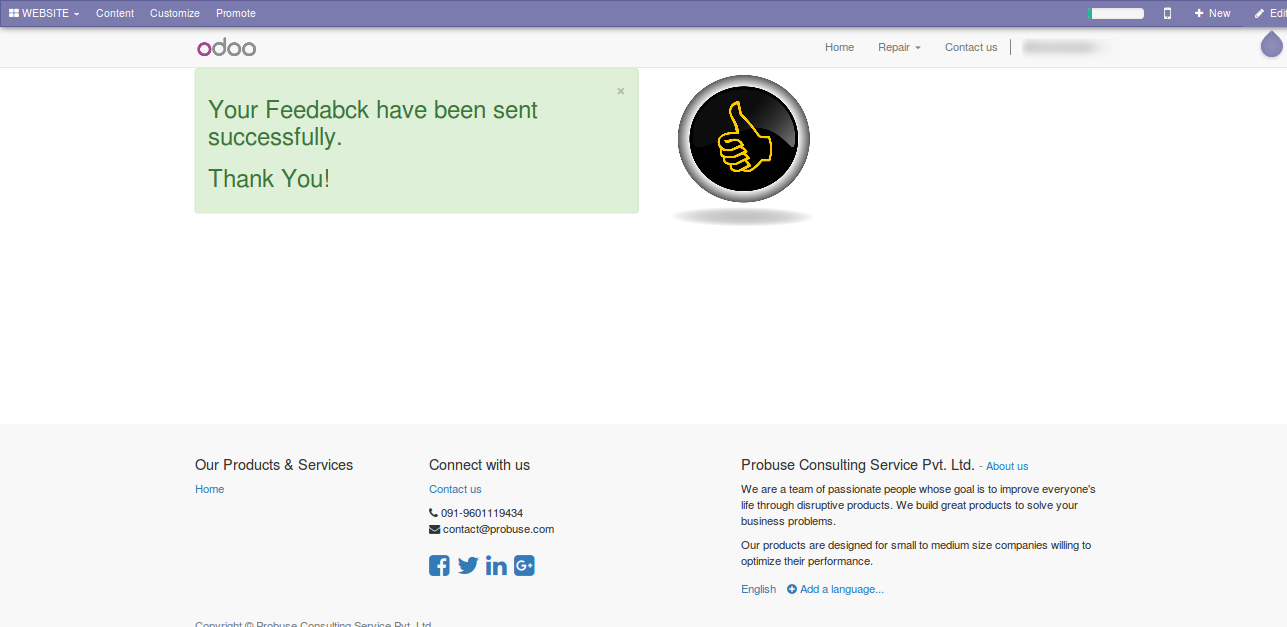 WEBSITE Content Customize Promote New Edit
odoo Home Repair Contact us
×
Your Feedabck have been sent
successfully.
Thank You!
Our Products & Services
Home
Connect with us
Contact us
091-9601119434
contact@probuse.com
Probuse Consulting Service Pvt. Ltd. - About us
We are a team of passionate people whose goal is to improve everyone's
life through disruptive products. We build great products to solve your
business problems.
Our products are designed for small to medium size companies willing to
optimize their performance.
English Add a language...
Copyright © Probuse Consulting Service Pvt. Ltd.